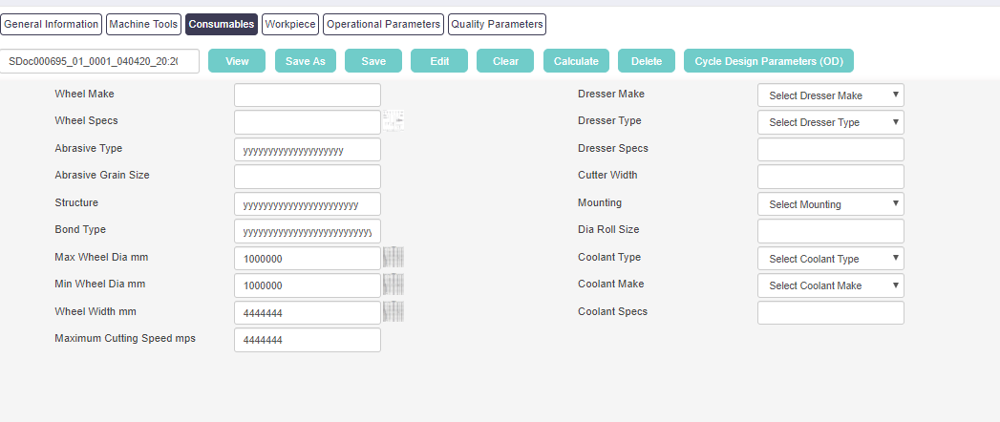 General Information Machine Tools Consumables Workpiece Operational Parameters Quality Parameters
SDoc000695_01_0001_040420_20:20 View Save As Save Edit Clear Calculate Delete Cycle Design Parameters (OD)
Wheel Make Dresser Make Select Dresser Make
Wheel Specs Dresser Type Select Dresser Type
Abrasive Type yyyyyyyyyyyyyyyyyyyy Dresser Specs
Abrasive Grain Size Cutter Width
Structure yyyyyyyyyyyyyyyyyyyyyyy Mounting Select Mounting
Bond Type yyyyyyyyyyyyyyyyyyyyyyyyyy Dia Roll Size
Max Wheel Dia mm 1000000 Coolant Type Select Coolant Type
Min Wheel Dia mm 1000000 Coolant Make Select Coolant Make
Wheel Width mm 4444444 Coolant Specs
Maximum Cutting Speed mps 4444444